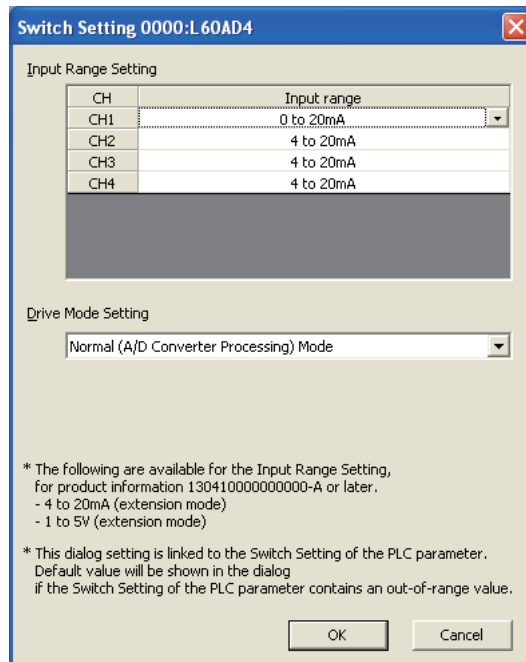 Switch Setting 0000:L60AD4
Input Range Setting
CH Input range
CH1 0 to 20mA
CH2 4 to 20mA
CH3 4 to 20mA
CH4 4 to 20mA
Drive Mode Setting
Normal (A/D Converter Processing) Mode
* The following are available for the Input Range Setting,
for product information 130410000000000-A or later.
- 4 to 20mA (extension mode)
- 1 to 5V (extension mode)
* This dialog setting is linked to the Switch Setting of the PLC parameter.
Default value will be shown in the dialog
if the Switch Setting of the PLC parameter contains an out-of-range value.
OK Cancel